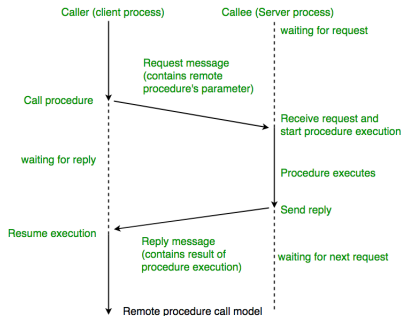 Caller (client process)
Callee (Server process)
waiting for request
Request message
(contains remote
procedure's parameter)
Call procedure
Receive request and
start procedure execution
waiting for reply
Procedure executes
Send reply
Resume execution
Reply message
(contains result of
procedure execution)
waiting for next request
Remote procedure call model